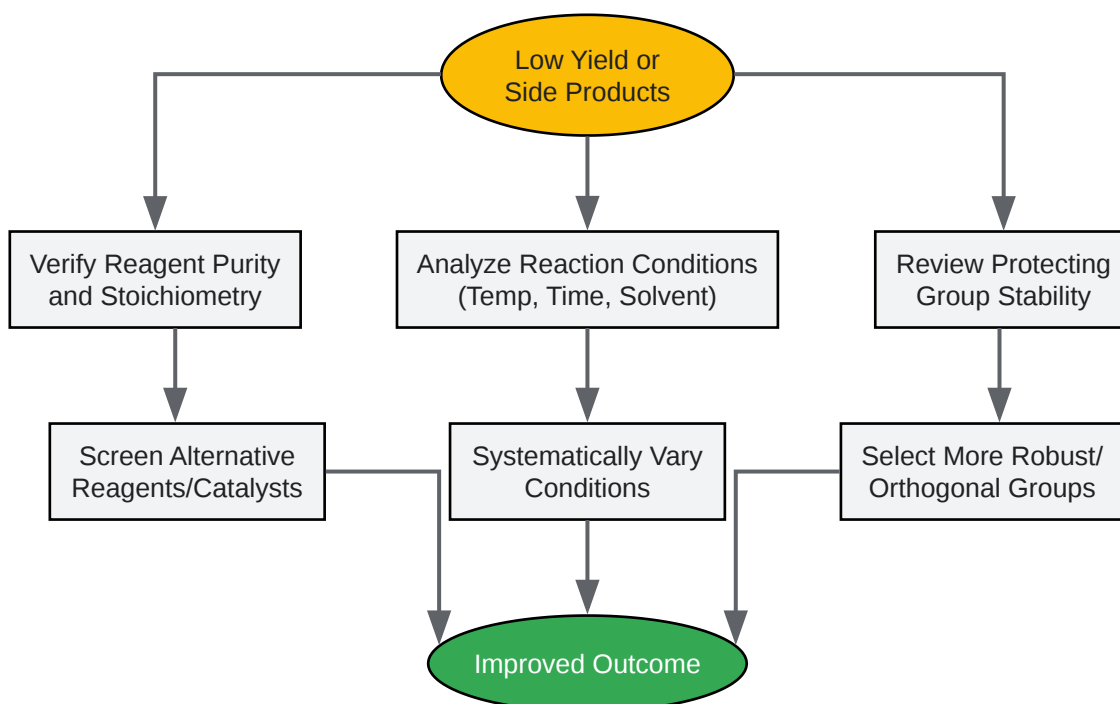 Low Yield or
Side Products
Verify Reagent Purity
and Stoichiometry
Analyze Reaction Conditions
(Temp, Time, Solvent)
Review Protecting
Group Stability
Screen Alternative
Reagents/Catalysts
Systematically Vary
Conditions
Select More Robust/
Orthogonal Groups
Improved Outcome